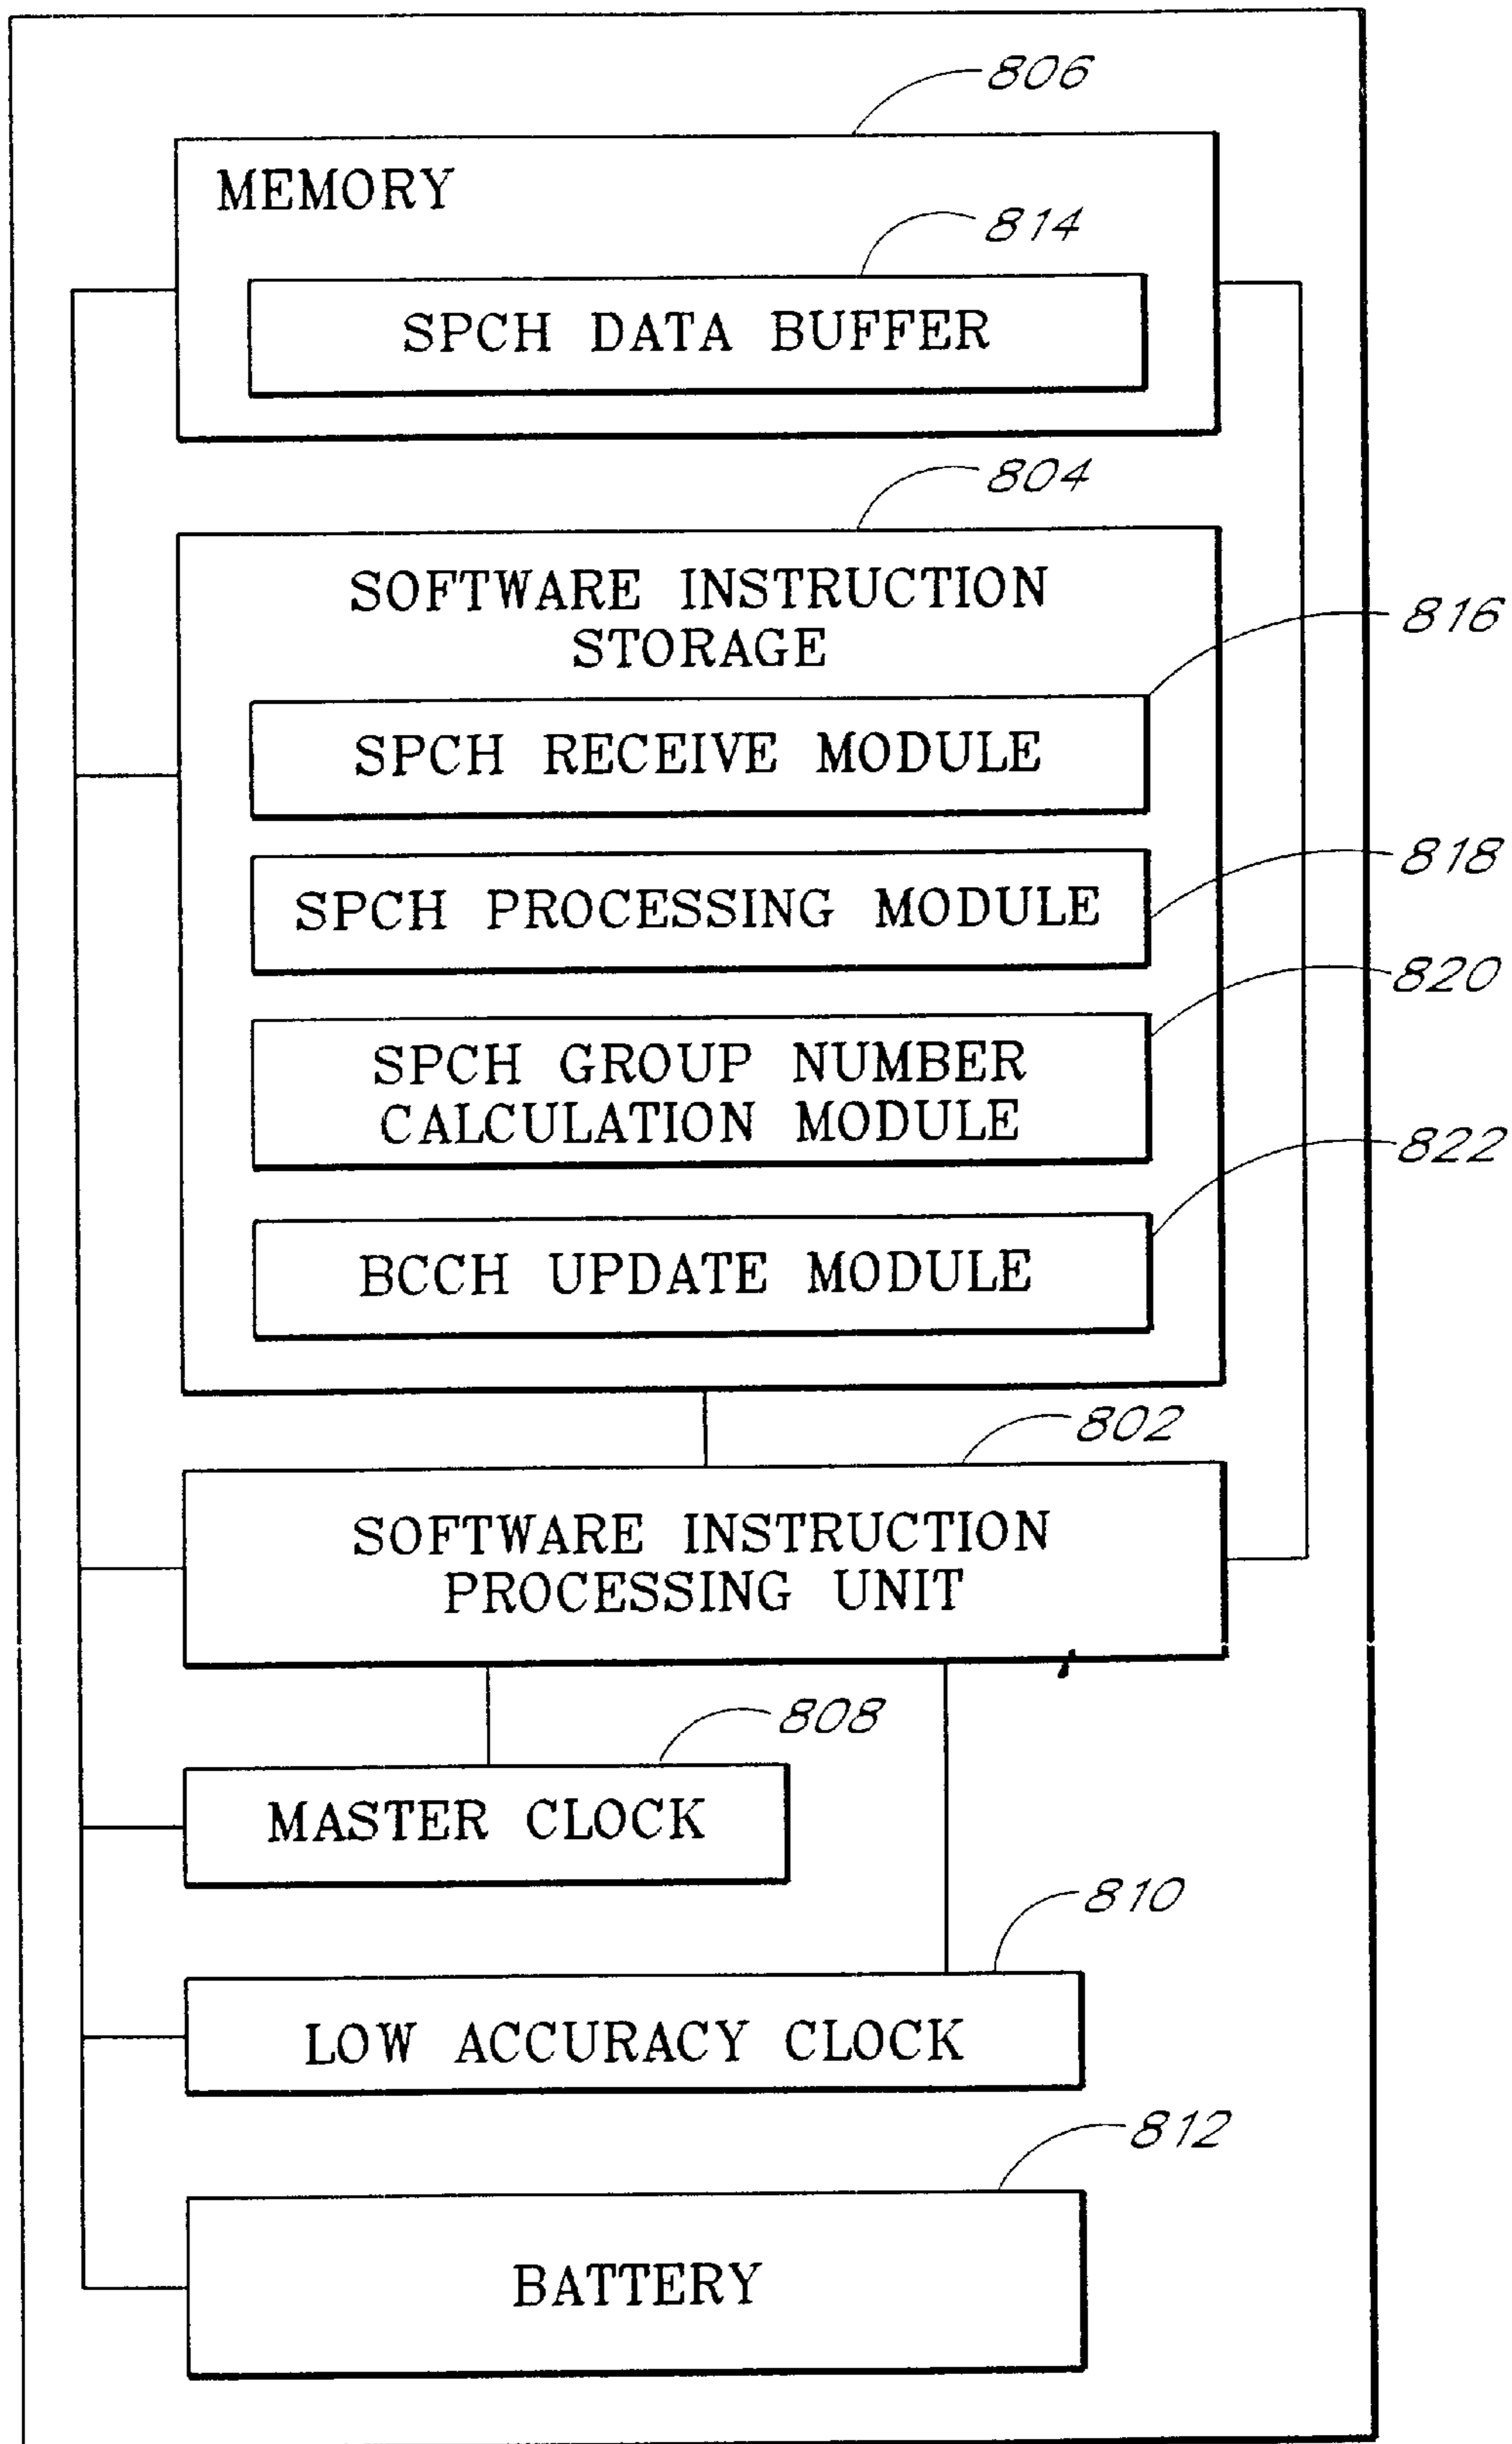 806
MEMORY
814
SPCH DATA BUFFER
804
SOFTWARE INSTRUCTION
STORAGE
816
SPCH RECEIVE MODULE
818
SPCH PROCESSING MODULE
820
SPCH GROUP NUMBER
CALCULATION MODULE
822
BCCH UPDATE MODULE
802
SOFTWARE INSTRUCTION
PROCESSING UNIT
808
MASTER CLOCK
810
LOW ACCURACY CLOCK
812
BATTERY